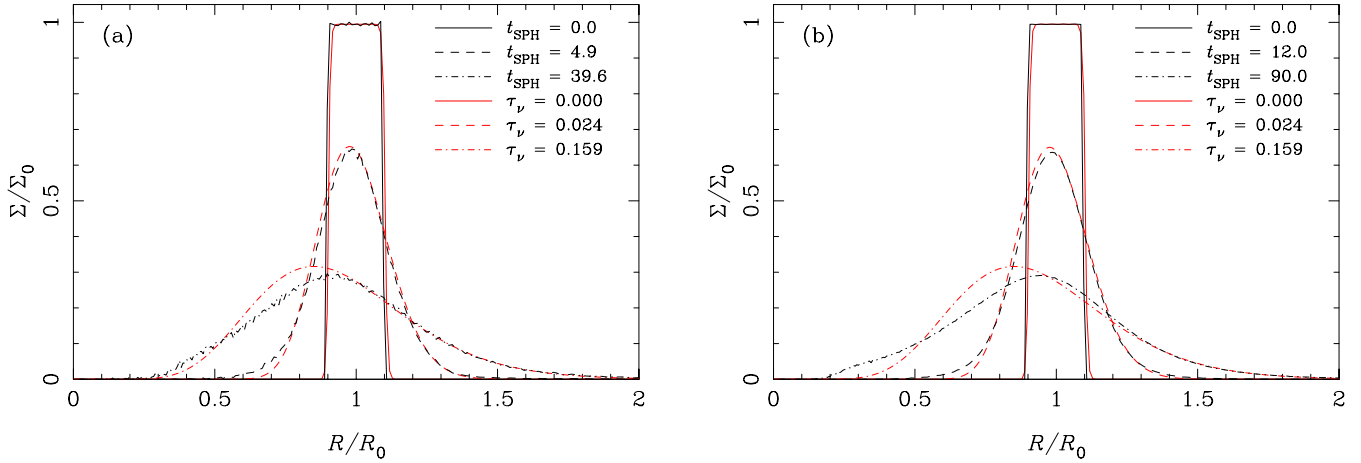 (a)
t_SPH = 0.0
t_SPH = 4.9
t_SPH = 39.6
τ_ν = 0.000
τ_ν = 0.024
τ_ν = 0.159
Σ/Σ_0
1
0.5
0
0 0.5 1 1.5 2
R/R_0
(b)
t_SPH = 0.0
t_SPH = 12.0
t_SPH = 90.0
τ_ν = 0.000
τ_ν = 0.024
τ_ν = 0.159
Σ/Σ_0
1
0.5
0
0 0.5 1 1.5 2
R/R_0